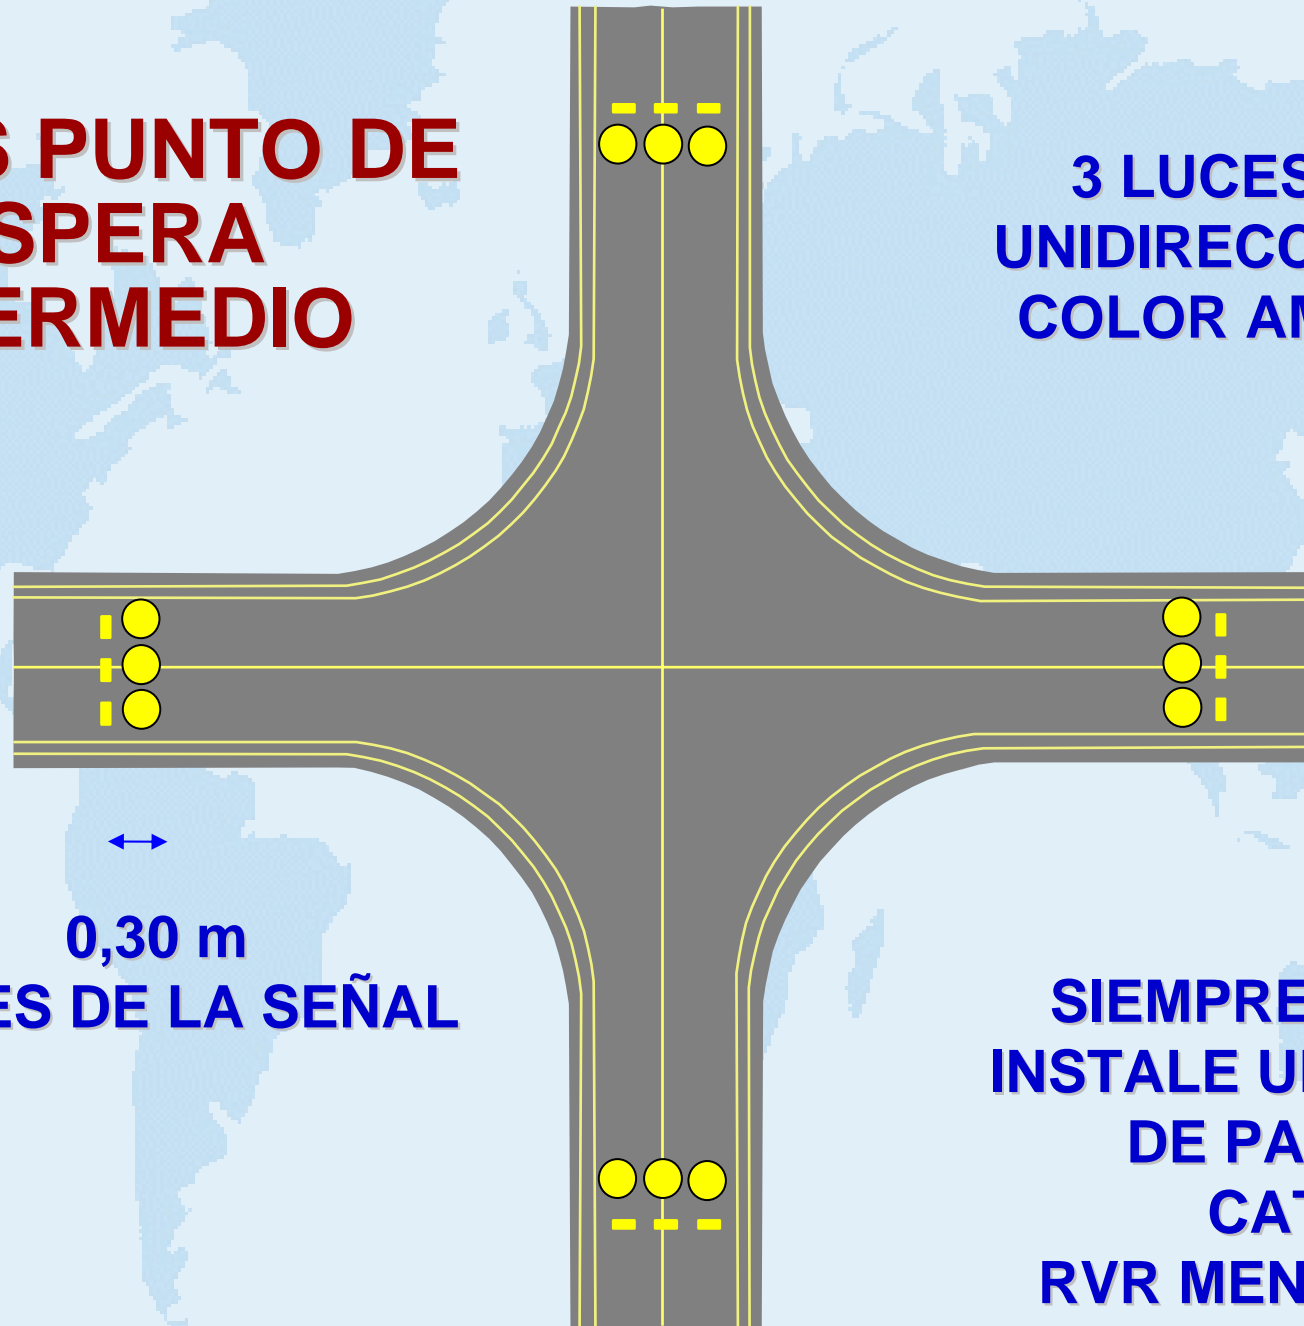 S PUNTO DE
SPERA
ERMEDIO
3 LUCES
UNIDIRECC
COLOR AM
0,30 m
ES DE LA SEÑAL
SIEMPRE
INSTALE U
DE PA
CAT
RVR MEN